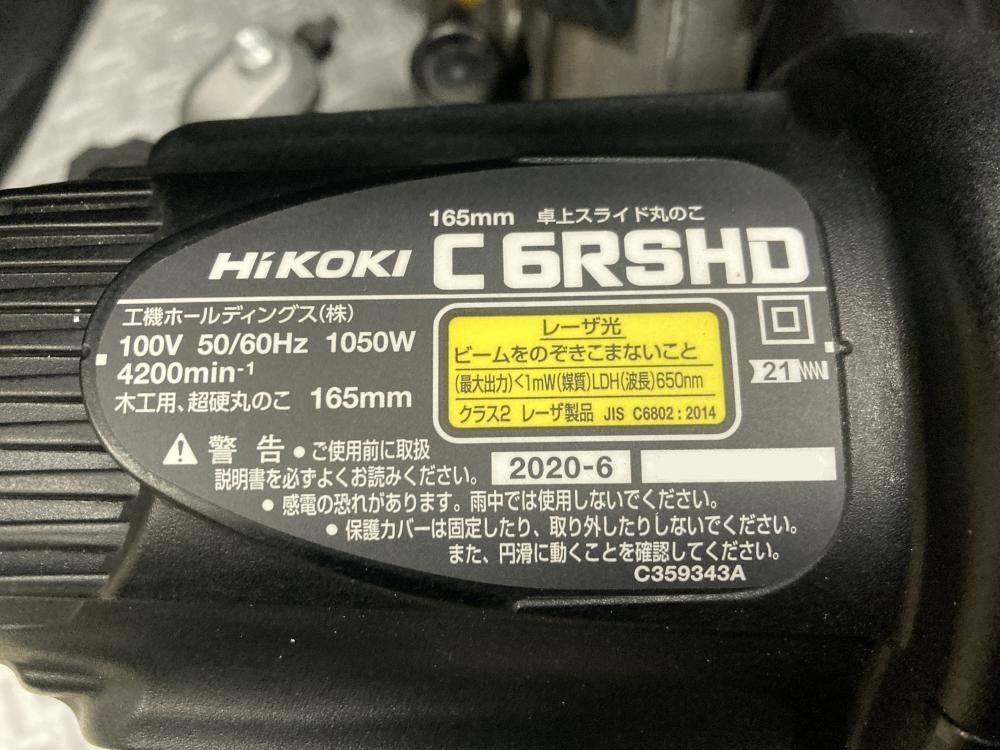 165mm 卓上スライド丸のこ
HiKOKI C 6RSHD
工機ホールディングス(株)
100V 50/60Hz 1050W
4200min-1
木工用、超硬丸のこ 165mm
レーザ光
ビームをのぞきこまないこと
(最大出力)<1mW(媒質)LDH(波長)650nm
クラス2 レーザ製品 JIS C6802:2014
21
警告 ●ご使用前に取扱
説明書を必ずよくお読みください。
2020-6
●感電の恐れがあります。雨中では使用しないでください。
●保護カバーは固定したり、取り外したりしないでください。
また、円滑に動くことを確認してください。
C359343A